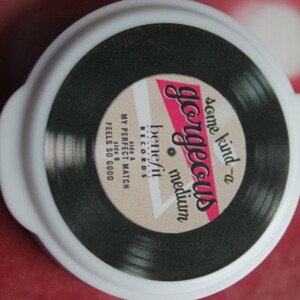 some kind-a
gorgeous
medium
benefit
RECORDS
SIDE A
MY PERFECT MATCH
SIDE B
FEELS SO GOOD